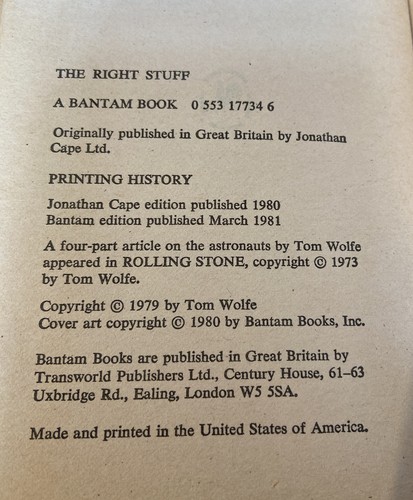 THE RIGHT STUFF
A BANTAM BOOK 0 553 17734 6
Originally published in Great Britain by Jonathan
Cape Ltd.
PRINTING HISTORY
Jonathan Cape edition published 1980
Bantam edition published March 1981
A four-part article on the astronauts by Tom Wolfe
appeared in ROLLING STONE, copyright © 1973
by Tom Wolfe.
Copyright © 1979 by Tom Wolfe
Cover art copyright © 1980 by Bantam Books, Inc.
Bantam Books are published in Great Britain by
Transworld Publishers Ltd., Century House, 61–63
Uxbridge Rd., Ealing, London W5 5SA.
Made and printed in the United States of America.